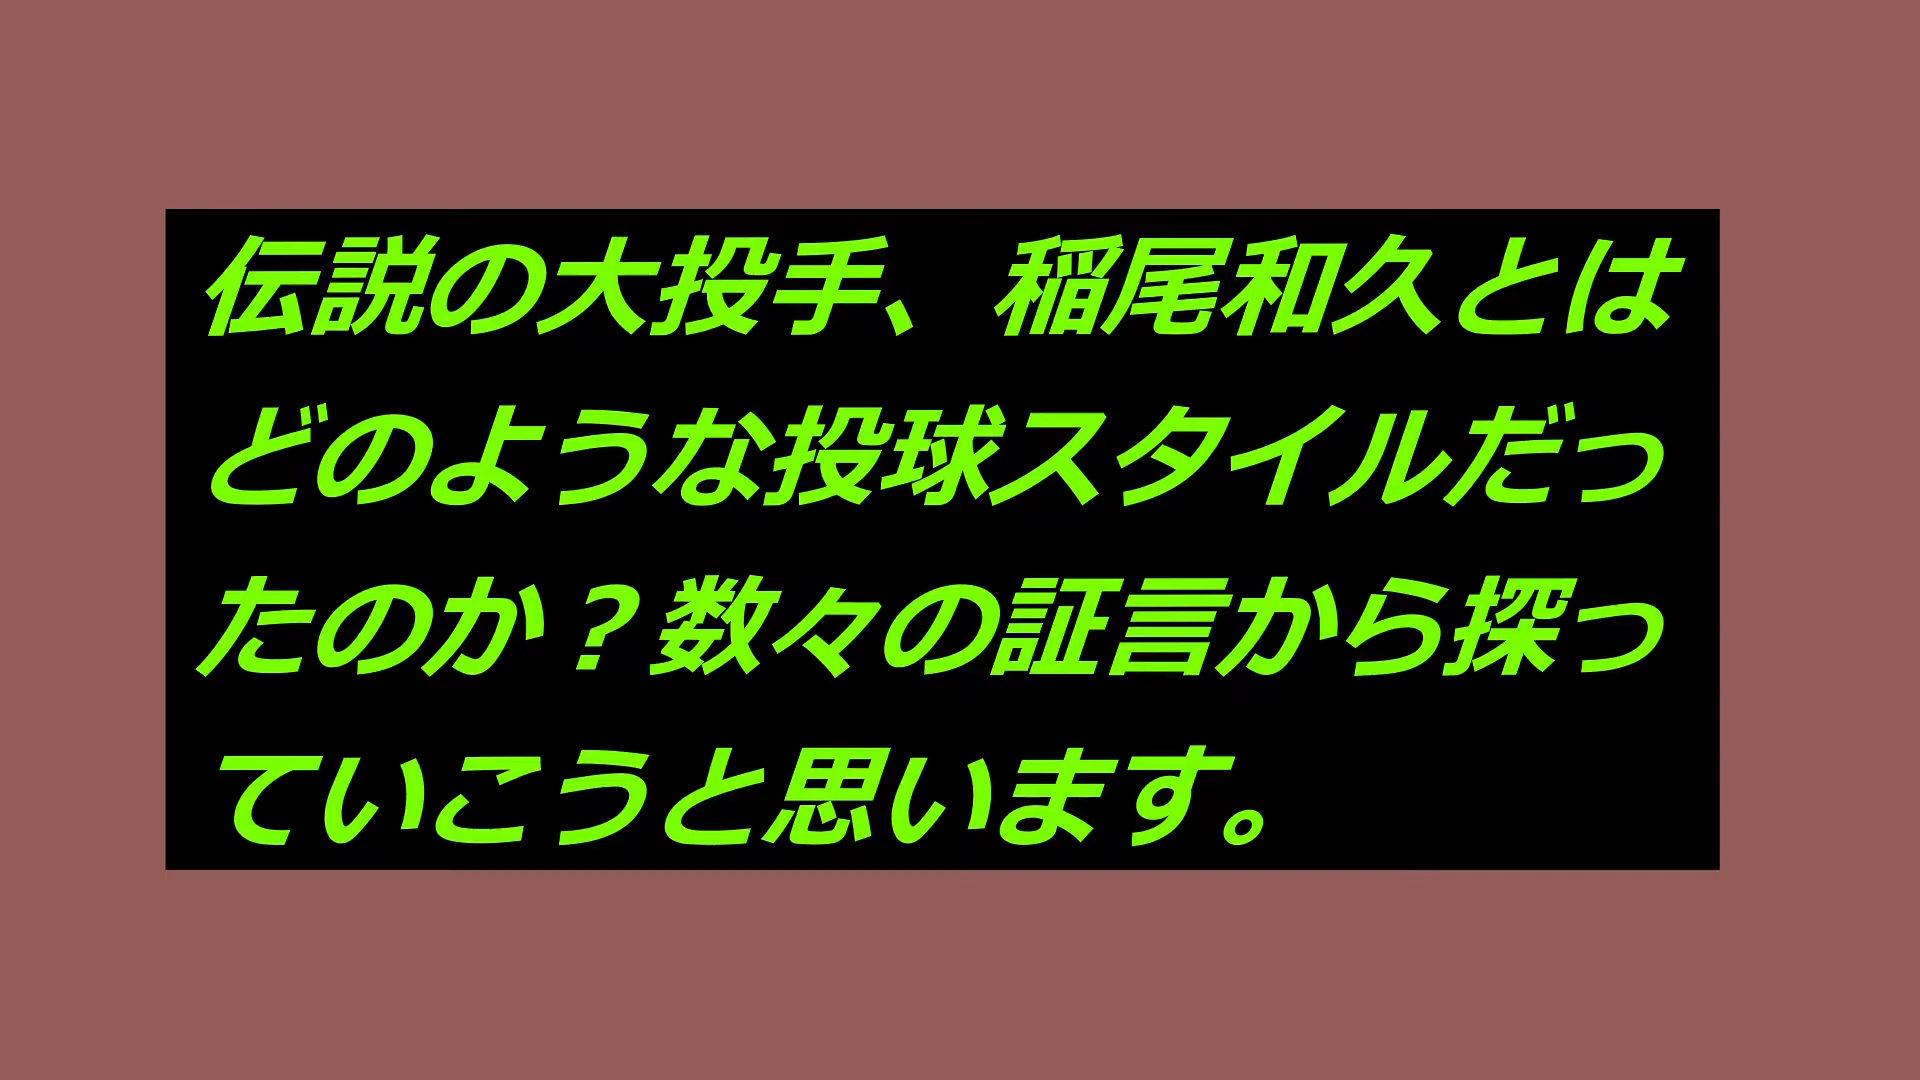 伝説の大投手、稲尾和久とは
どのような投球スタイルだっ
たのか？数々の証言から探っ
ていこうと思います。